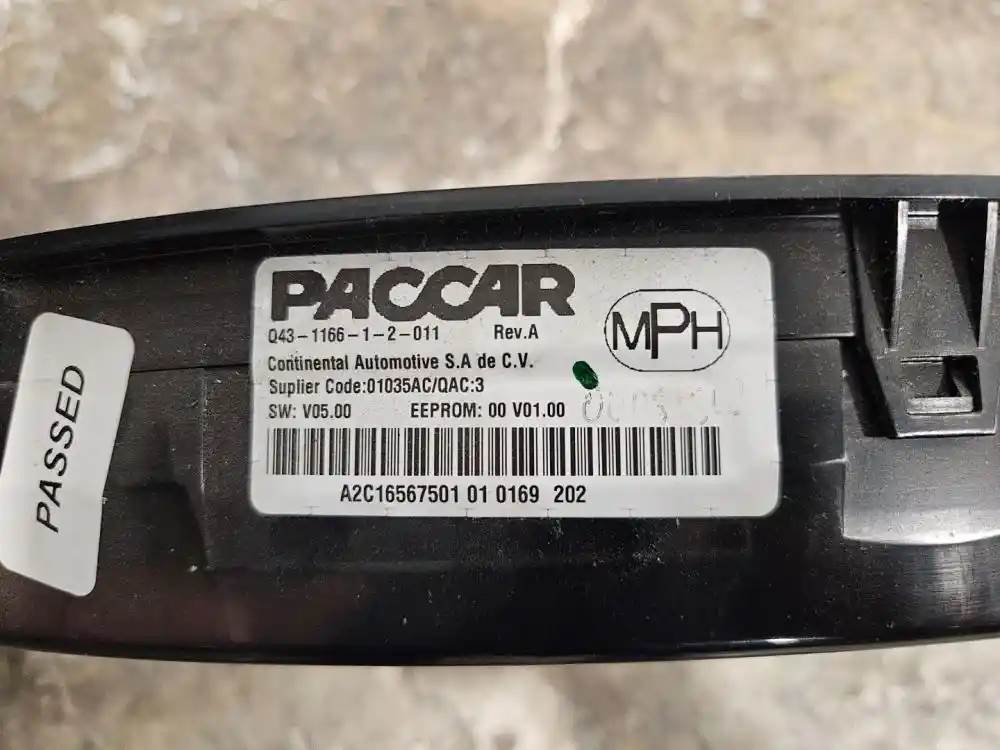 PACCAR
Q43-1166-1-2-011 Rev.A
MPH
Continental Automotive S.A de C.V.
Suplier Code:01035AC/QAC:3
SW: V05.00 EEPROM: 00 V01.00
A2C16567501 01 0169 202
PASSED